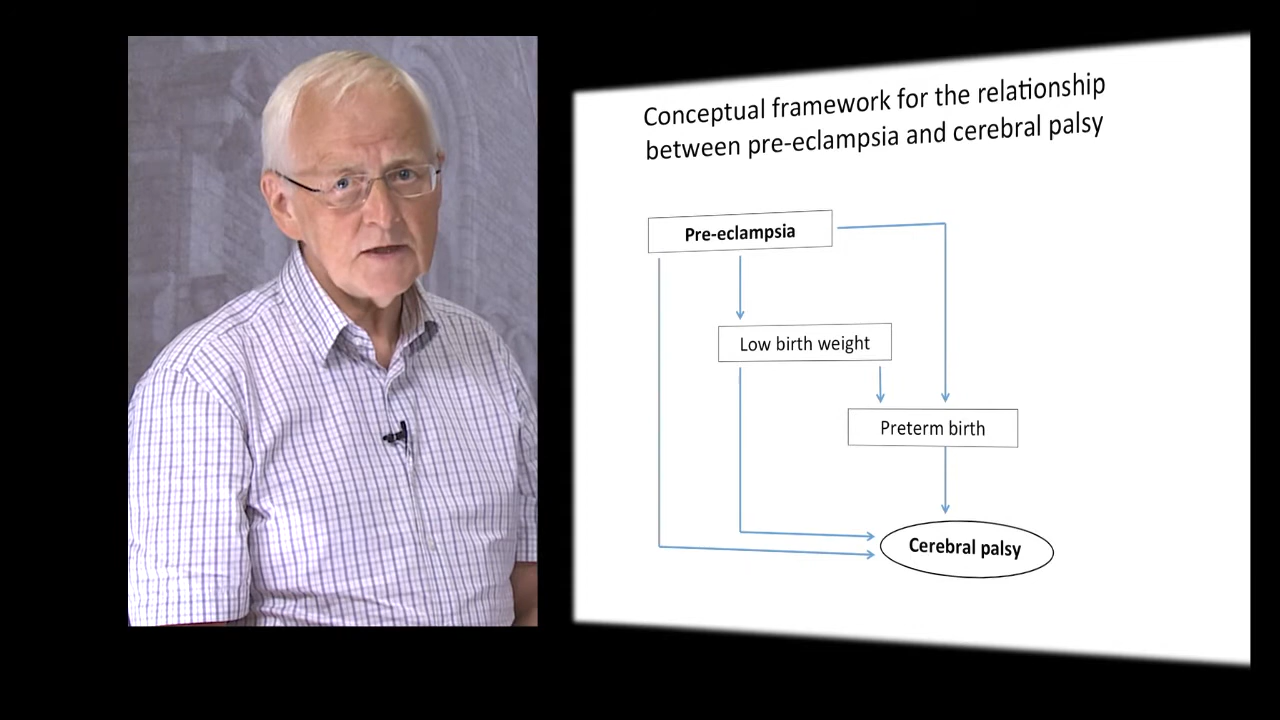 Conceptual framework for the relationship
between pre-eclampsia and cerebral palsy
Pre-eclampsia
Low birth weight
Preterm birth
Cerebral palsy